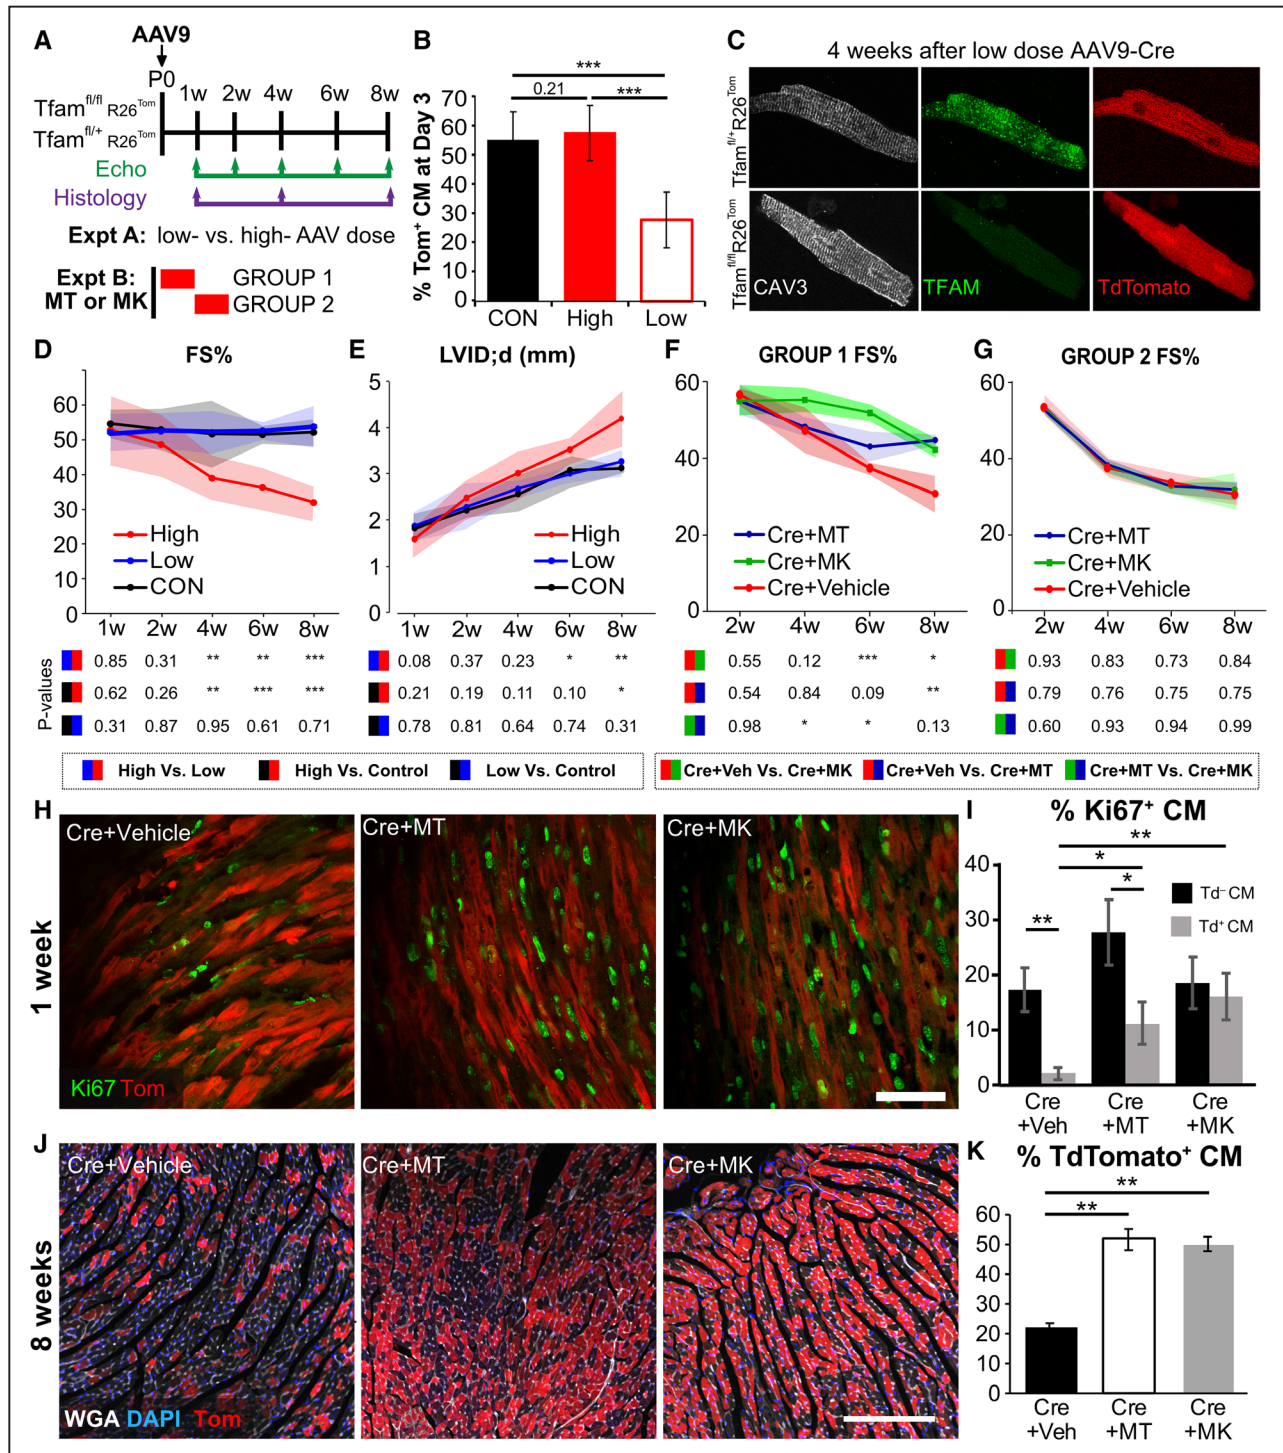 A
AAV9
P0
1w 2w 4w 6w 8w
Tfam^fl/fl R26^Tom
Tfam^fl/+ R26^Tom
Echo
Histology
Expt A: low- vs. high- AAV dose
Expt B: GROUP 1
MT or MK GROUP 2
B
***
0.21 ***
% Tom⁺ CM at Day 3
70
60
50
40
30
20
10
0
CON High Low
C
4 weeks after low dose AAV9-Cre
Tfam^fl/+ R26^Tom
Tfam^fl/fl R26^Tom
CAV3 TFAM TdTomato
D
FS%
60
50
40
30
20
10
0
High
Low
CON
1w 2w 4w 6w 8w
P-values
0.85 0.31 ** ** ***
0.62 0.26 ** *** ***
0.31 0.87 0.95 0.61 0.71
E
LVID;d (mm)
5
4
3
2
1
0
High
Low
CON
1w 2w 4w 6w 8w
0.08 0.37 0.23 * **
0.21 0.19 0.11 0.10 *
0.78 0.81 0.64 0.74 0.31
F
GROUP 1 FS%
60
40
20
0
Cre+MT
Cre+MK
Cre+Vehicle
2w 4w 6w 8w
0.55 0.12 *** *
0.54 0.84 0.09 **
0.98 * * 0.13
G
GROUP 2 FS%
60
40
20
0
Cre+MT
Cre+MK
Cre+Vehicle
2w 4w 6w 8w
0.93 0.83 0.73 0.84
0.79 0.76 0.75 0.75
0.60 0.93 0.94 0.99
High Vs. Low High Vs. Control Low Vs. Control
Cre+Veh Vs. Cre+MK Cre+Veh Vs. Cre+MT Cre+MT Vs. Cre+MK
H
1 week
Cre+Vehicle Cre+MT Cre+MK
Ki67 Tom
I
% Ki67⁺ CM
**
*
*
**
40
30
20
10
0
Td⁻ CM
Td⁺ CM
Cre Cre Cre
+Veh +MT +MK
J
8 weeks
Cre+Vehicle Cre+MT Cre+MK
WGA DAPI Tom
K
% TdTomato⁺ CM
**
**
60
50
40
30
20
10
0
Cre Cre Cre
+Veh +MT +MK